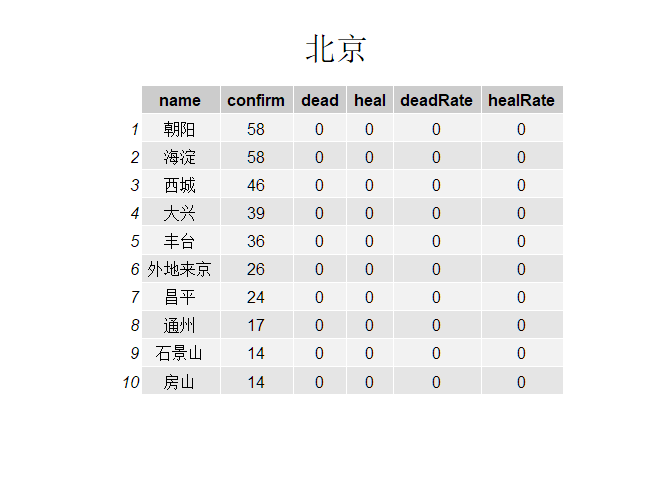 北京
name confirm dead heal deadRate healRate
1 朝阳 58 0 0 0 0
2 海淀 58 0 0 0 0
3 西城 46 0 0 0 0
4 大兴 39 0 0 0 0
5 丰台 36 0 0 0 0
6 外地来京 26 0 0 0 0
7 昌平 24 0 0 0 0
8 通州 17 0 0 0 0
9 石景山 14 0 0 0 0
10 房山 14 0 0 0 0